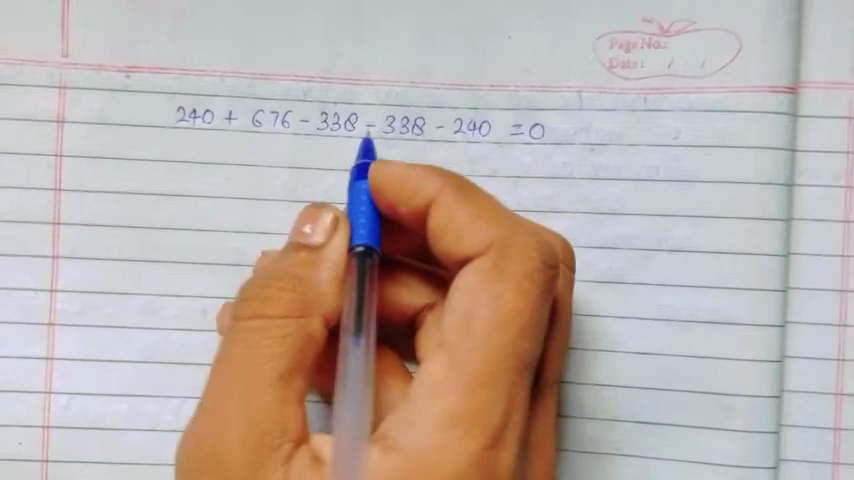 Page No.:
Date: / /
240 + 676 - 338 - 338 - 240 = 0